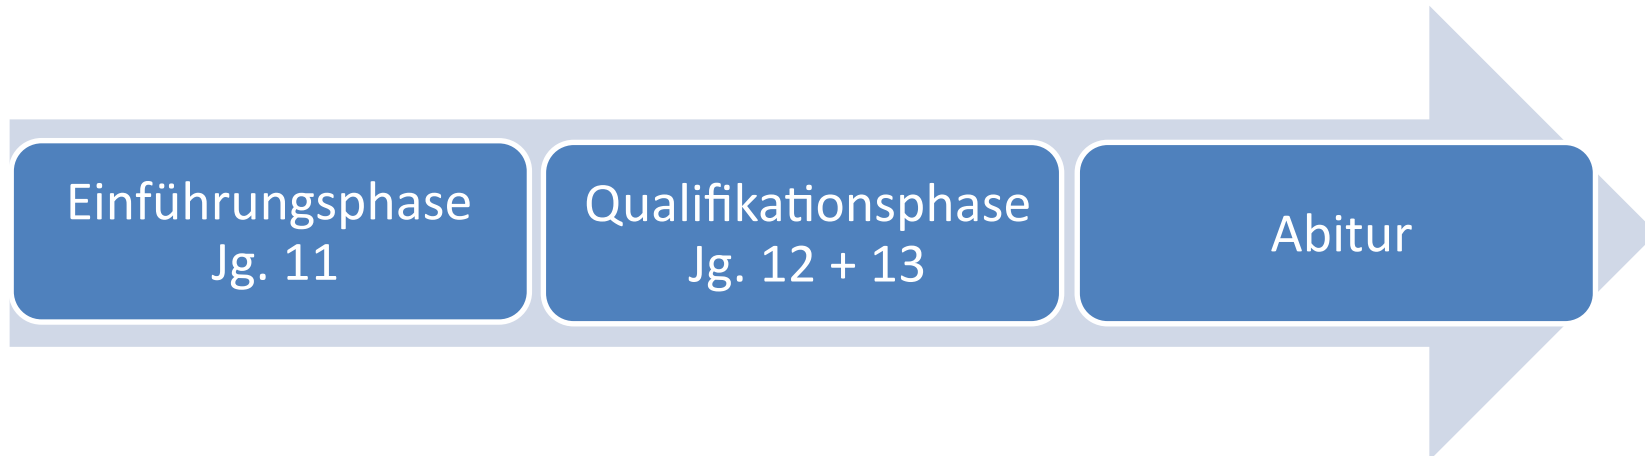 Einführungsphase
Jg. 11
Qualifikationsphase
Jg. 12 + 13
Abitur